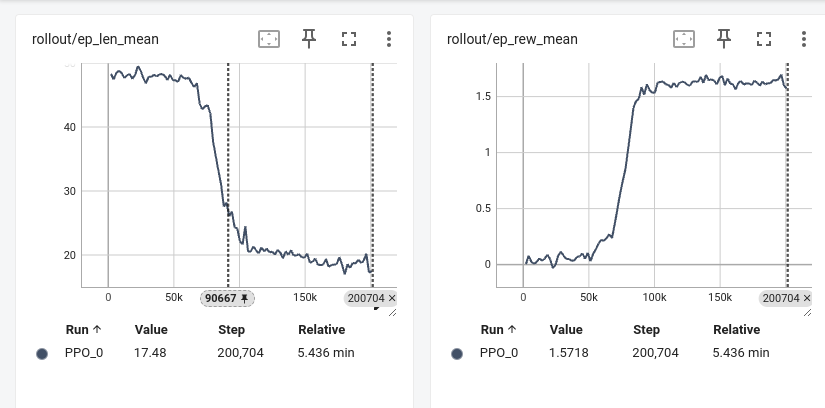 rollout/ep_len_mean
40
30
20
0
50k
90667
150k
200704 ×
Run ↑ Value Step Relative
PPO_0 17.48 200,704 5.436 min
rollout/ep_rew_mean
1.5
1
0.5
0
0
50k
100k
150k
200704 ×
Run ↑ Value Step Relative
PPO_0 1.5718 200,704 5.436 min